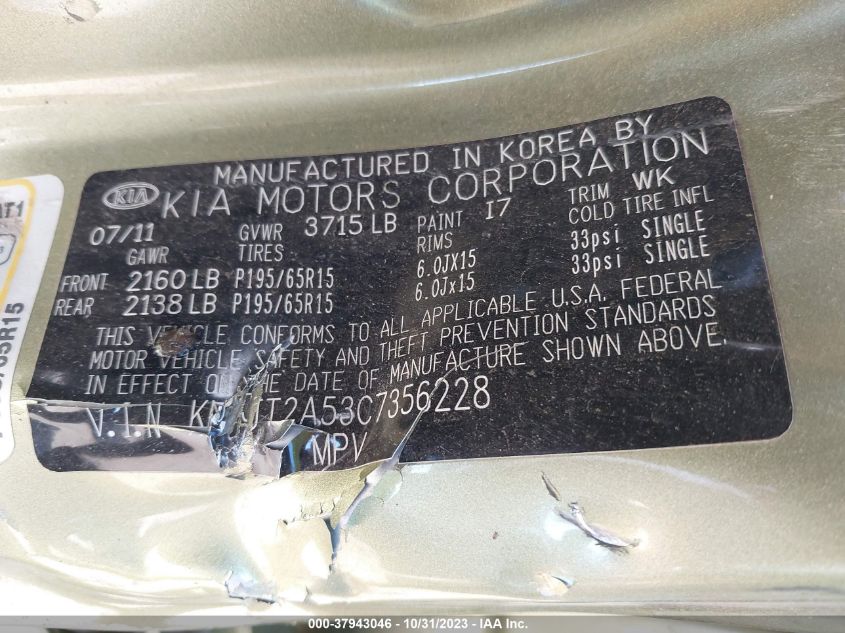 MANUFACTURED IN KOREA BY
KIA KIA MOTORS CORPORATION
07/11 GVWR 3715 LB PAINT 17 TRIM WK
GAWR TIRES RIMS COLD TIRE INFL
FRONT 2160 LB P195/65R15 6.0JX15 33psi SINGLE
REAR 2138 LB P195/65R15 6.0Jx15 33psi SINGLE
THIS VEHICLE CONFORMS TO ALL APPLICABLE U.S.A. FEDERAL
MOTOR VEHICLE SAFETY AND THEFT PREVENTION STANDARDS
IN EFFECT ON THE DATE OF MANUFACTURE SHOWN ABOVE.
V.I.N
MPV
000-37943046 - 10/31/2023 - IAA Inc.